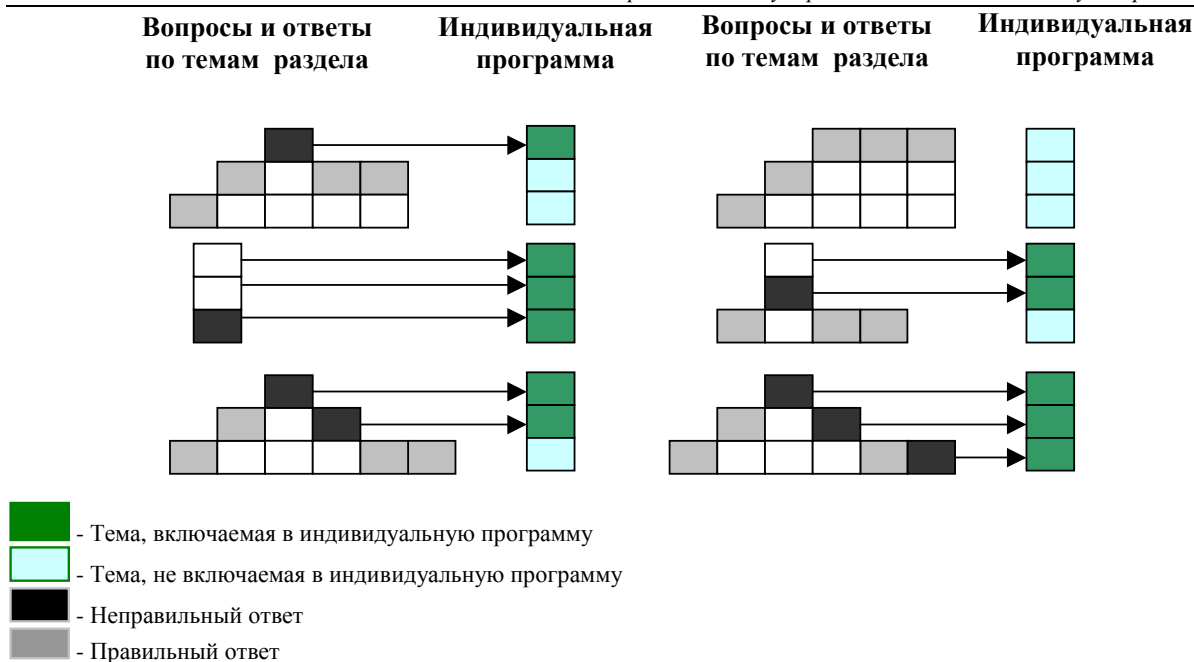 Вопросы и ответы
по темам раздела
Индивидуальная
программа
Вопросы и ответы
по темам раздела
Индивидуальная
программа
- Тема, включаемая в индивидуальную программу
- Тема, не включаемая в индивидуальную программу
- Неправильный ответ
- Правильный ответ